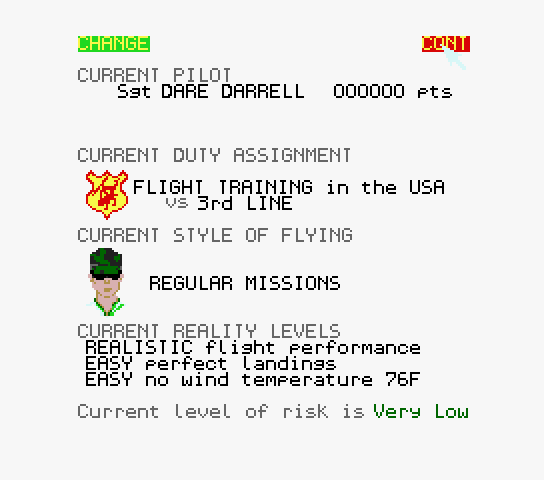 CHANGE CONT
CURRENT PILOT
Sgt DARE DARRELL 000000 pts
CURRENT DUTY ASSIGNMENT
FLIGHT TRAINING in the USA
vs 3rd LINE
CURRENT STYLE OF FLYING
REGULAR MISSIONS
CURRENT REALITY LEVELS
REALISTIC flight performance
EASY perfect landings
EASY no wind temperature 76F
Current level of risk is Very Low